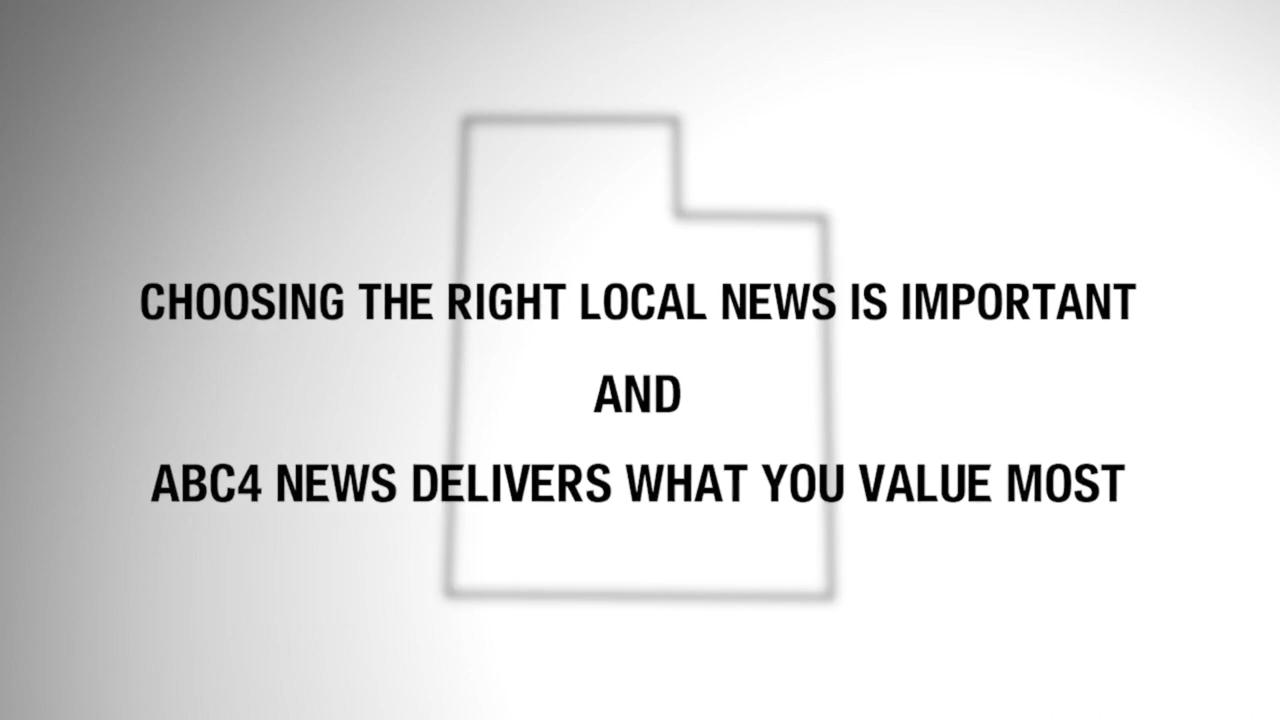 CHOOSING THE RIGHT LOCAL NEWS IS IMPORTANT
AND
ABC4 NEWS DELIVERS WHAT YOU VALUE MOST